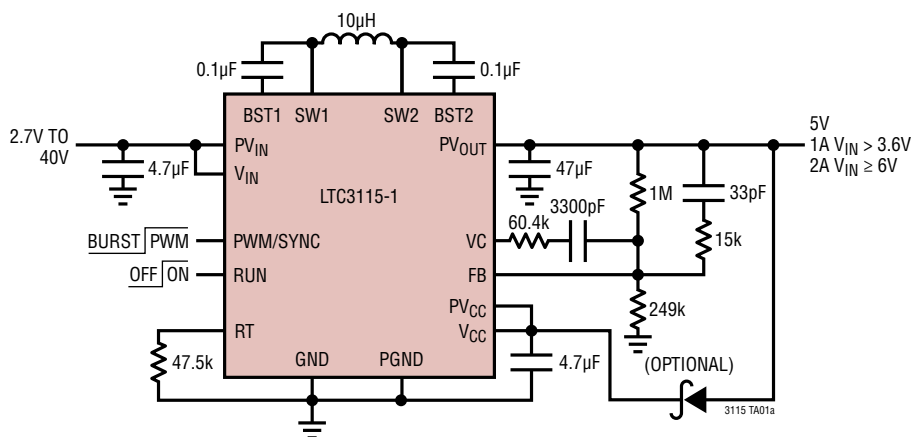 10µH
0.1µF
0.1µF
BST1 SW1 SW2 BST2
2.7V TO
40V
PVIN
VIN
4.7µF
PVOUT
5V
1A VIN > 3.6V
2A VIN ≥ 6V
47µF
LTC3115-1
1M
33pF
3300pF
60.4k
15k
BURST PWM
PWM/SYNC
VC
OFF ON
RUN
FB
PVCC
249k
RT
VCC
47.5k
GND PGND
4.7µF
(OPTIONAL)
3115 TA01a